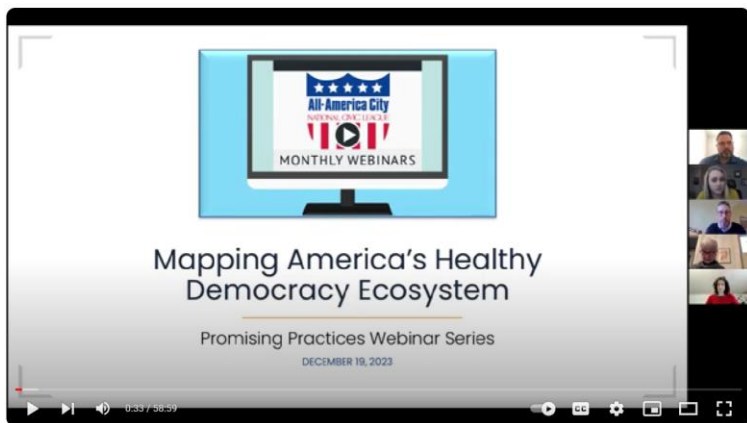 All-America City
NATIONAL CIVIC LEAGUE
MONTHLY WEBINARS
Mapping America's Healthy
Democracy Ecosystem
Promising Practices Webinar Series
DECEMBER 19, 2023
0:33 / 58:59
CC